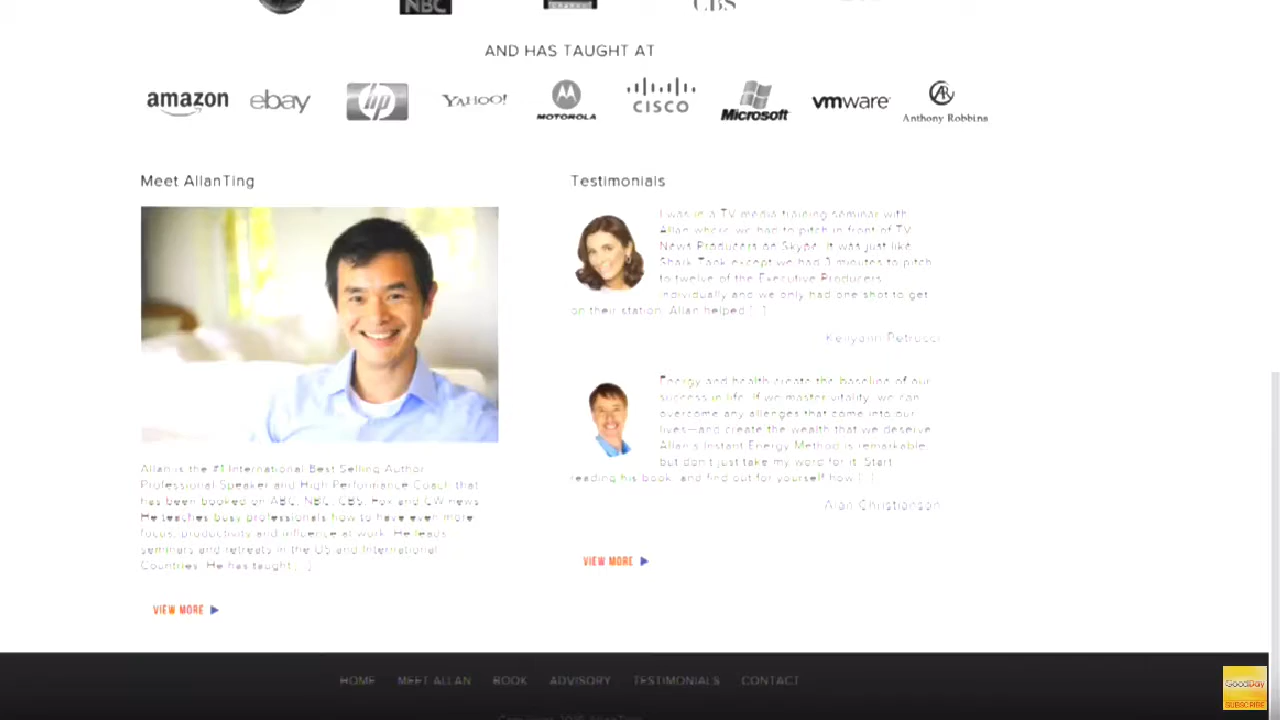 NBC
CBS
AND HAS TAUGHT AT
amazon ebay hp YAHOO! MOTOROLA CISCO Microsoft vmware Anthony Robbins
Meet AllanTing
Allan is the #1 International Best Selling Author
Professional Speaker and High Performance Coach that
has been booked on ABC, NBC, CBS, Fox and CW news
He teaches busy professionals how to have even more
focus, productivity and influence at work. He leads
seminars and retreats in the US and International
Countries. He has taught [...]
VIEW MORE
Testimonials
I was in a TV media training seminar with
Allan where we had to pitch in front of TV
News Producers on Skype. It was just like
Shark Tank except we had 3 minutes to pitch
to twelve of the Executive Producers
individually and we only had one shot to get
on their station. Allan helped [...]
Kellyann Petrucci
Energy and health create the baseline of our
success in life. If we master vitality, we can
overcome any allenges that come into our
lives—and create the wealth that we deserve
Allan's Instant Energy Method is remarkable,
but don't just take my word for it. Start
reading his book, and find out for yourself how [...]
Alan Christianson
VIEW MORE
HOME MEET ALLAN BOOK ADVISORY TESTIMONIALS CONTACT
GoodDay
SUBSCRIBE